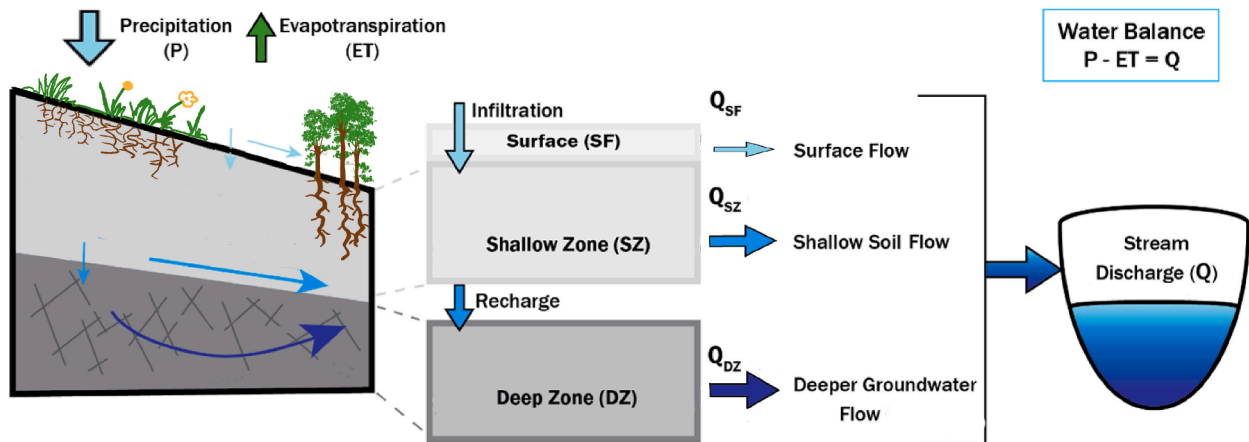 Precipitation
(P)
Evapotranspiration
(ET)
Water Balance
P - ET = Q
Infiltration
Surface (SF)
Q_SF
Surface Flow
Q_SZ
Shallow Zone (SZ)
Shallow Soil Flow
Stream
Discharge (Q)
Recharge
Q_DZ
Deep Zone (DZ)
Deeper Groundwater
Flow